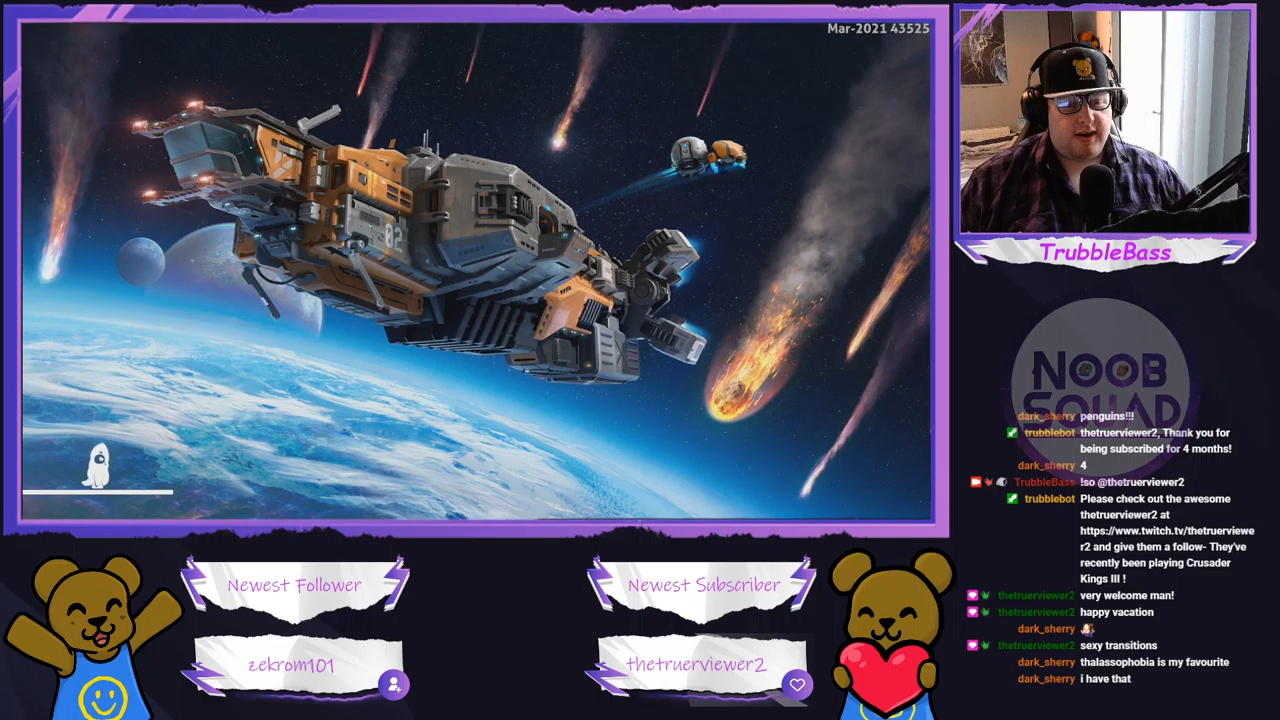 Mar-2021 43525
02
TrubbleBass
NOOB
SQUAD
dark_sherry penguins!!!
trubblebot thetruerviewer2, Thank you for
being subscribed for 4 months!
dark_sherry 4
TrubbleBass !so @thetruerviewer2
trubblebot Please check out the awesome
thetruerviewer2 at
https://www.twitch.tv/thetruerviewe
r2 and give them a follow- They've
recently been playing Crusader
Kings III !
thetruerviewer2 very welcome man!
thetruerviewer2 happy vacation
dark_sherry
thetruerviewer2 sexy transitions
dark_sherry thalassophobia is my favourite
dark_sherry i have that
Newest Follower
zekrom101
Newest Subscriber
thetruerviewer2